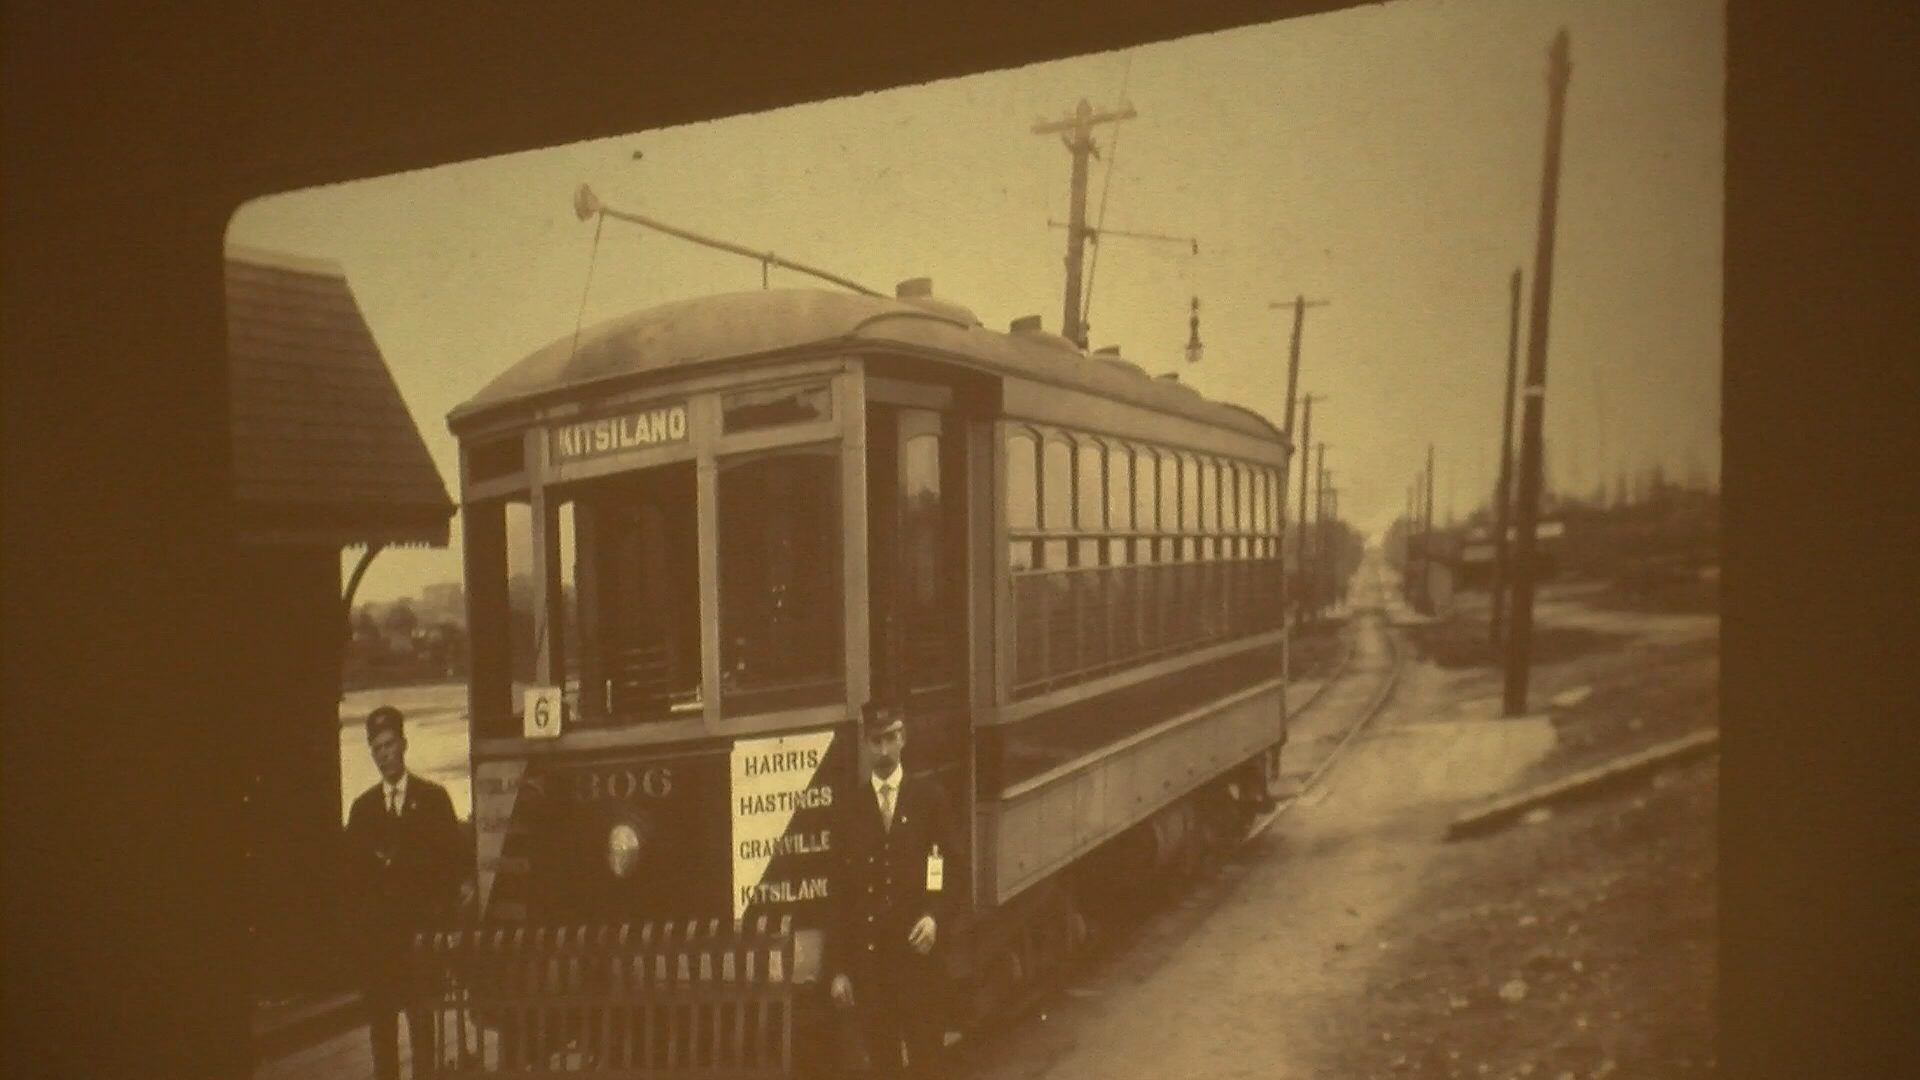 KITSILANO
6
306
HARRIS
HASTINGS
GRANVILLE
KITSILANO